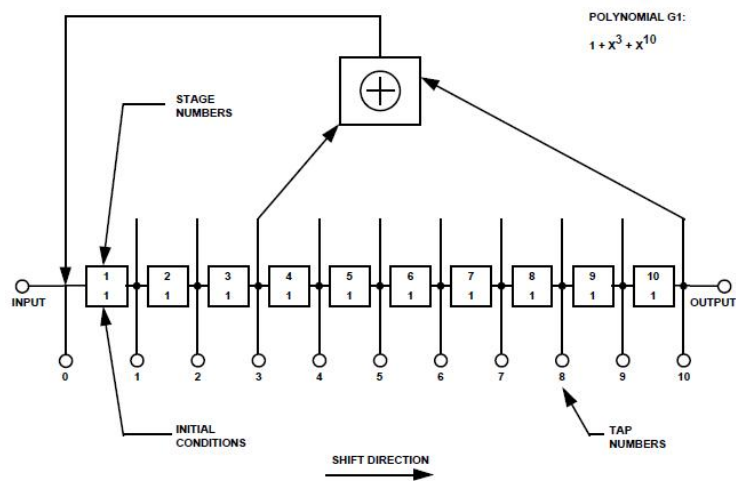 POLYNOMIAL G1:
1 + X3 + X10
STAGE
NUMBERS
1 2 3 4 5 6 7 8 9 10
1 1 1 1 1 1 1 1 1 1
INPUT
OUTPUT
0 1 2 3 4 5 6 7 8 9 10
INITIAL
CONDITIONS
TAP
NUMBERS
SHIFT DIRECTION